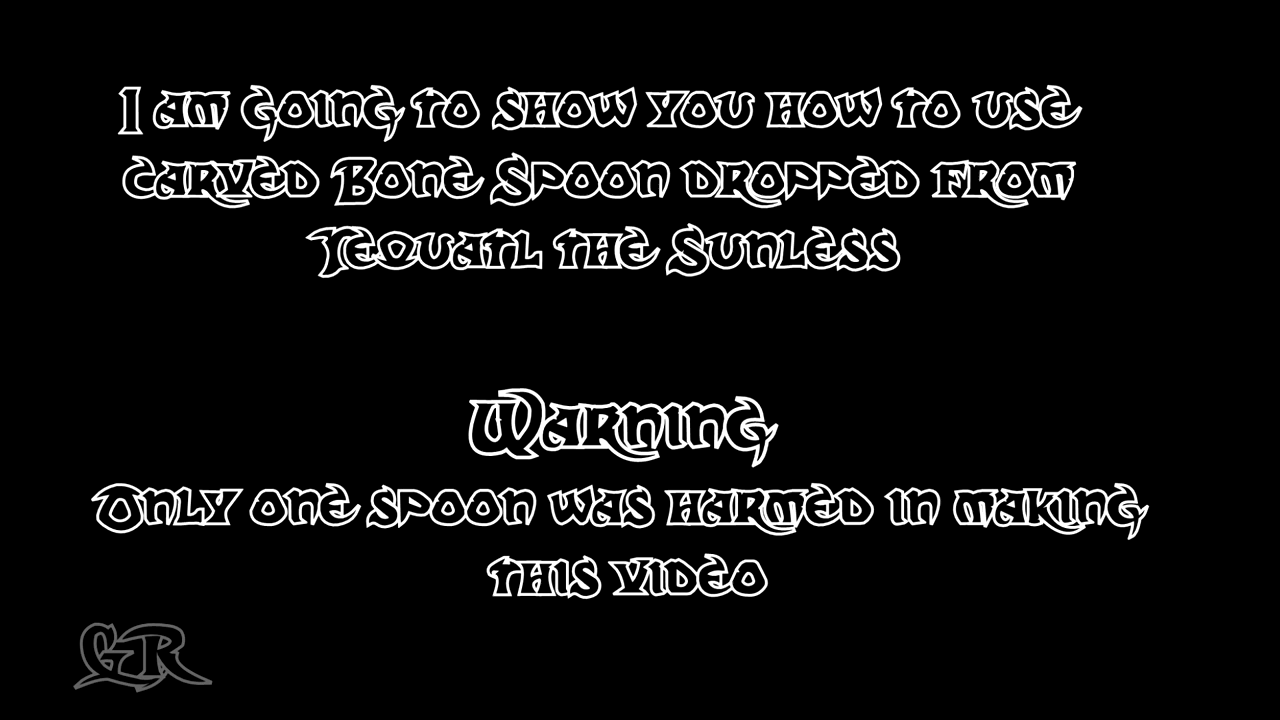 I am going to show you how to use
carved Bone Spoon dropped from
Tequatl the Sunless
Warning
Only one spoon was harmed in making
this video
GR